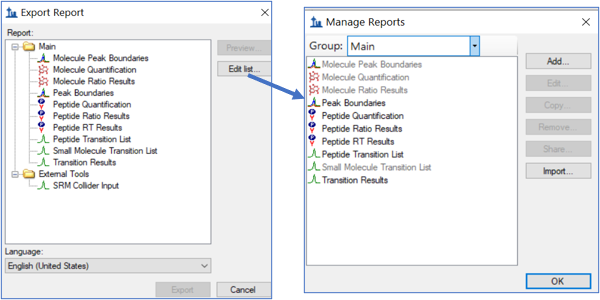 Export Report
Report:
Main
Molecule Peak Boundaries
Molecule Quantification
Molecule Ratio Results
Peak Boundaries
Peptide Quantification
Peptide Ratio Results
Peptide RT Results
Peptide Transition List
Small Molecule Transition List
Transition Results
External Tools
SRM Collider Input
Preview...
Edit list...
Language:
English (United States)
Export
Cancel
Manage Reports
Group:
Main
Molecule Peak Boundaries
Molecule Quantification
Molecule Ratio Results
Peak Boundaries
Peptide Quantification
Peptide Ratio Results
Peptide RT Results
Peptide Transition List
Small Molecule Transition List
Transition Results
Add...
Edit...
Copy...
Remove...
Share...
Import...
OK